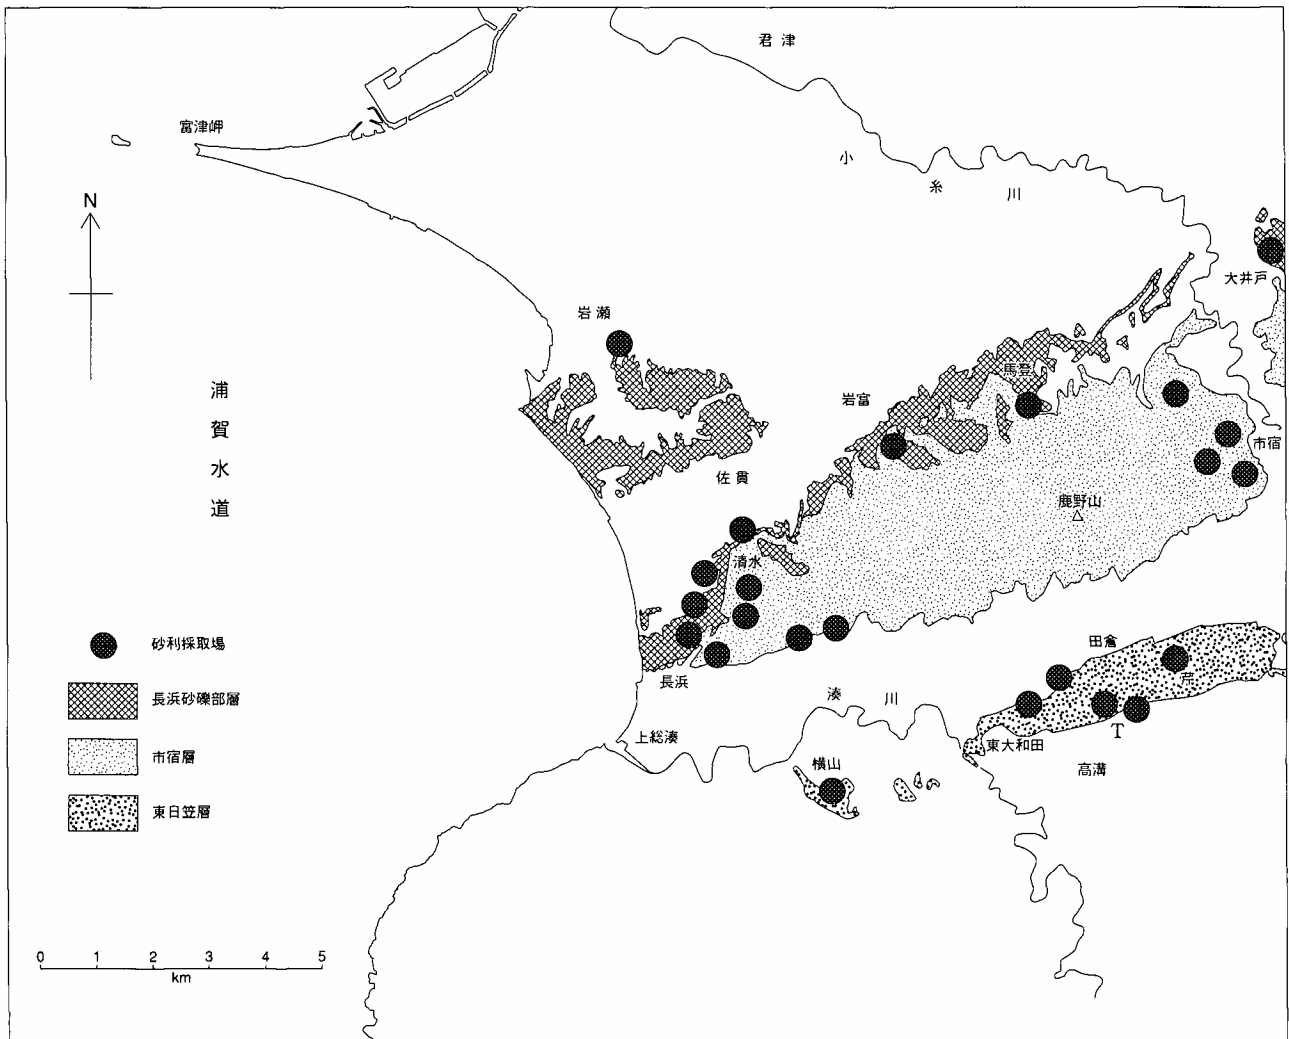 君津
富津岬
小糸川
N
大井戸
岩瀬
浦賀水道
馬登
岩富
市宿
佐貫
鹿野山
清水
砂利採取場
田倉
長浜砂礫部層
長浜
芹
湊川
T
上総湊
東大和田
市宿層
横山
高溝
東日笠層
0 1 2 3 4 5
km